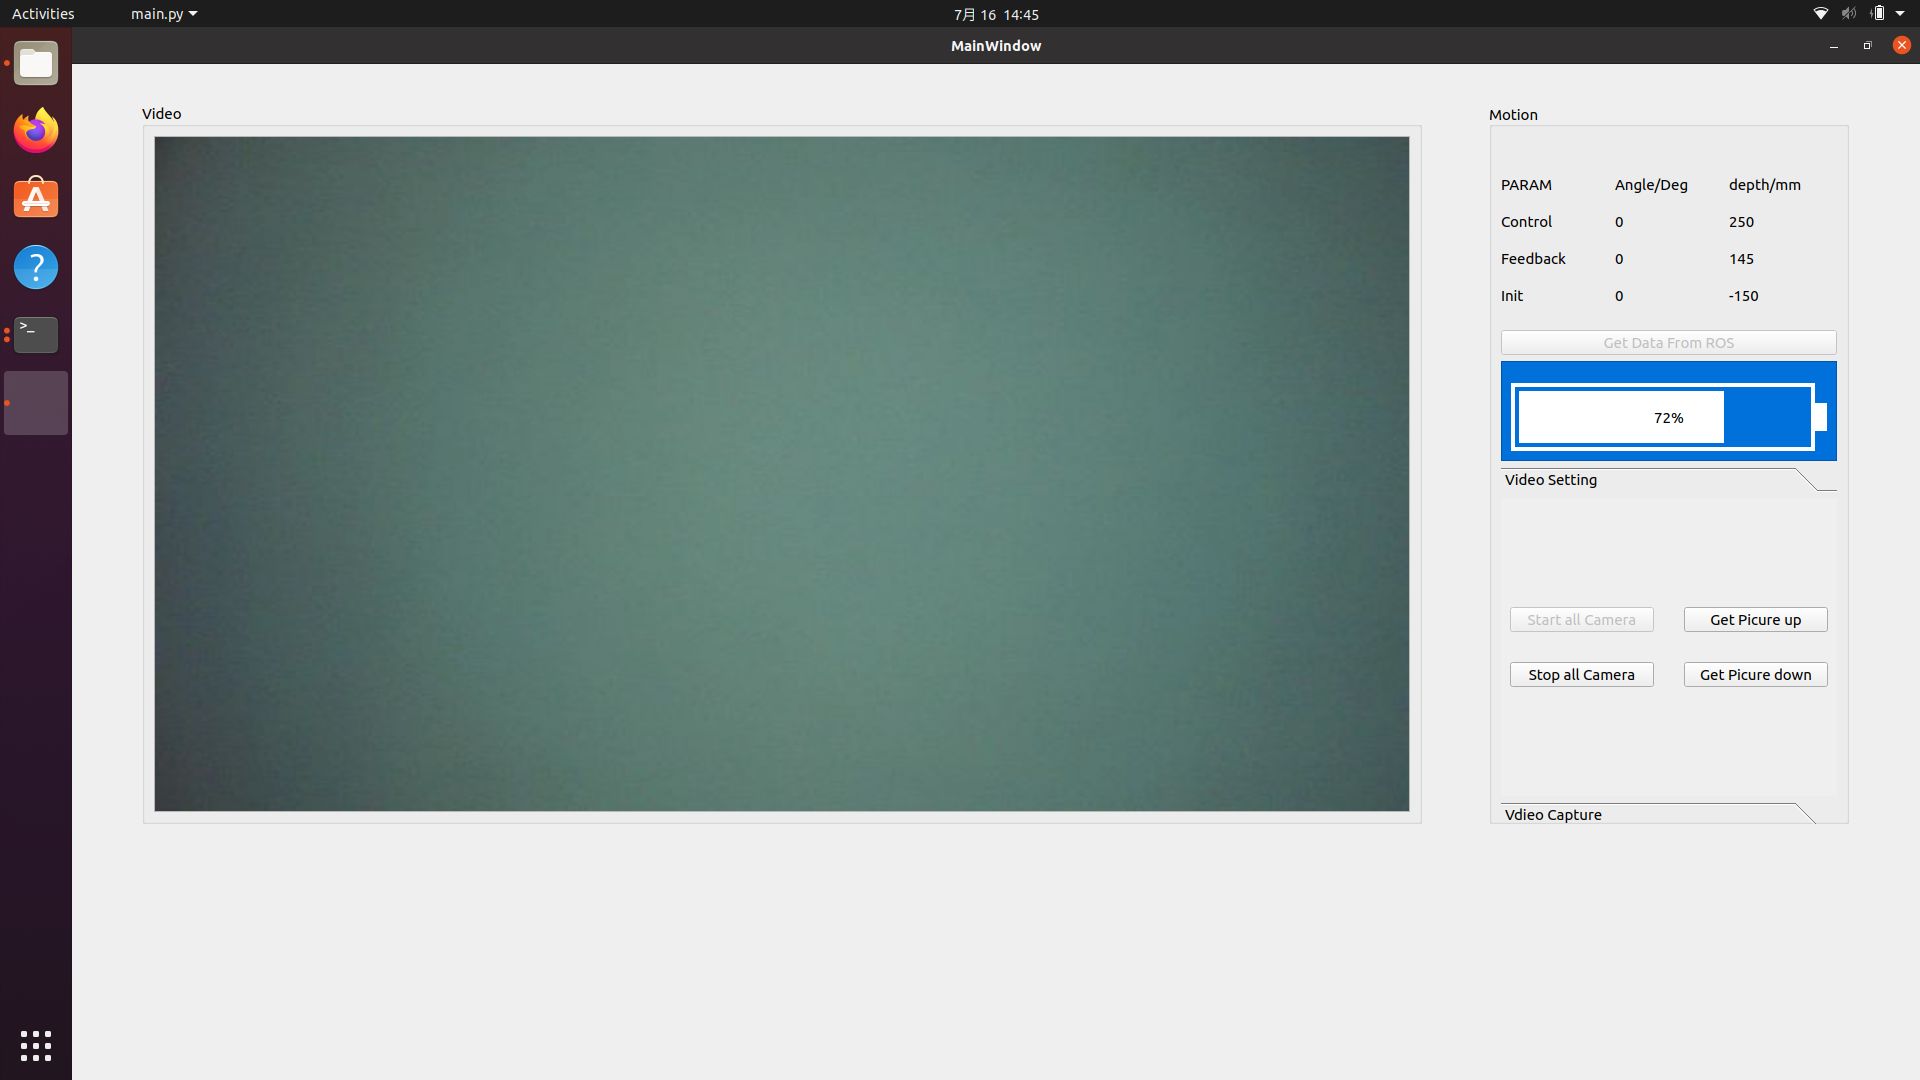 Activities main.py 7月 16 14:45
MainWindow
Video
Motion
PARAM Angle/Deg depth/mm
Control 0 250
Feedback 0 145
Init 0 -150
Get Data From ROS
72%
Video Setting
Start all Camera Get Picure up
Stop all Camera Get Picure down
Vdieo Capture